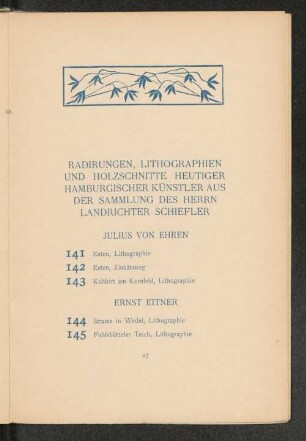 RADIRUNGEN, LITHOGRAPHIEN
UND HOLZSCHNITTE HEUTIGER
HAMBURGISCHER KÜNSTLER AUS
DER SAMMLUNG DES HERRN
LANDRICHTER SCHIEFLER
JULIUS VON EHREN
141 Enten, Lithographie
142 Enten, Zinkätzung
143 Kuhhirt am Kornfeld, Lithographie
ERNST EITNER
144 Strasse in Wedel, Lithographie
145 Fuhlsbütteler Teich, Lithographie
27